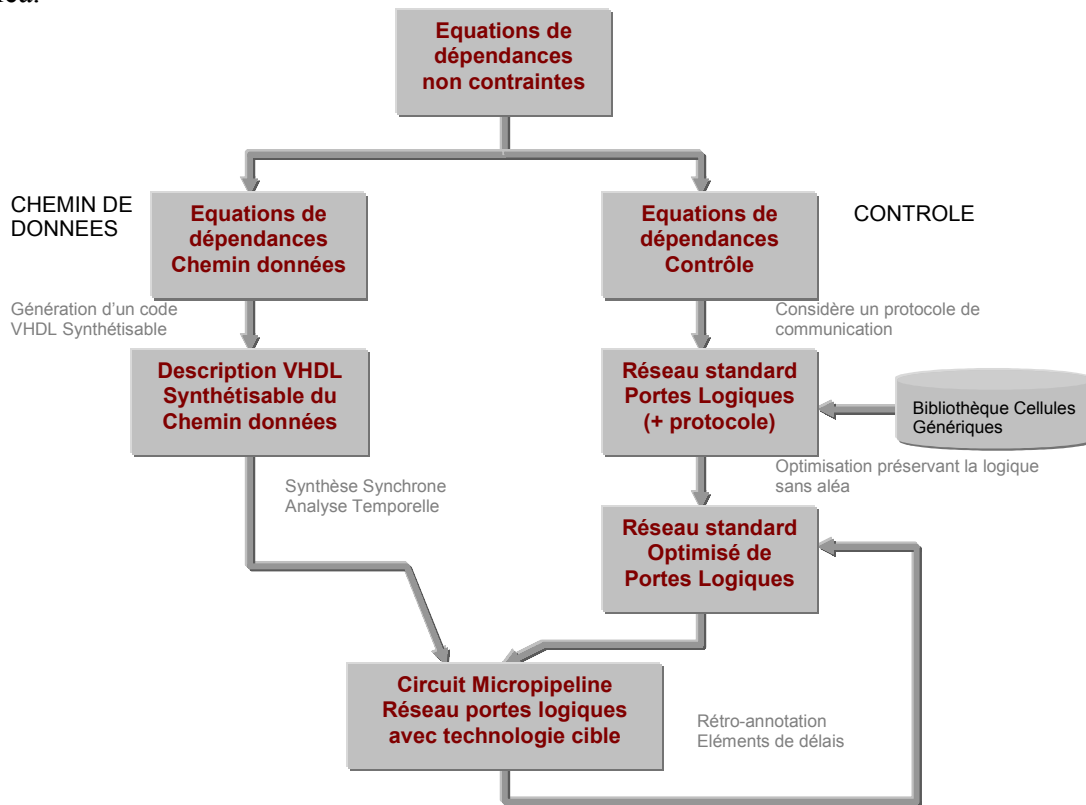 Equations de
dépendances
non contraintes
CHEMIN DE
DONNEES
Equations de
dépendances
Chemin données
Equations de
dépendances
Contrôle
CONTROLE
Génération d'un code
VHDL Synthétisable
Considère un protocole de
communication
Description VHDL
Synthétisable du
Chemin données
Réseau standard
Portes Logiques
(+ protocole)
Bibliothèque Cellules
Génériques
Synthèse Synchrone
Analyse Temporelle
Optimisation préservant la logique
sans aléa
Réseau standard
Optimisé de
Portes Logiques
Circuit Micropipeline
Réseau portes logiques
avec technologie cible
Rétro-annotation
Eléments de délais